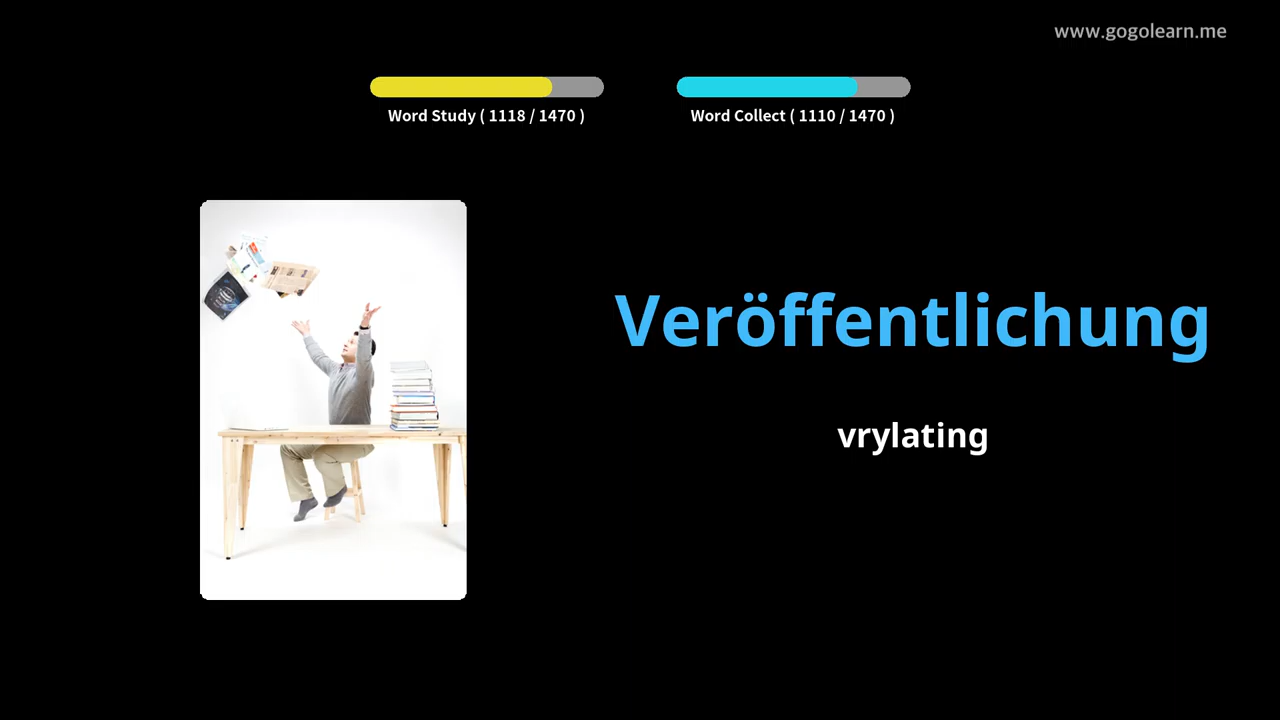 www.gogolearn.me
Word Study ( 1118 / 1470 )
Word Collect ( 1110 / 1470 )
Veröffentlichung
vrylating